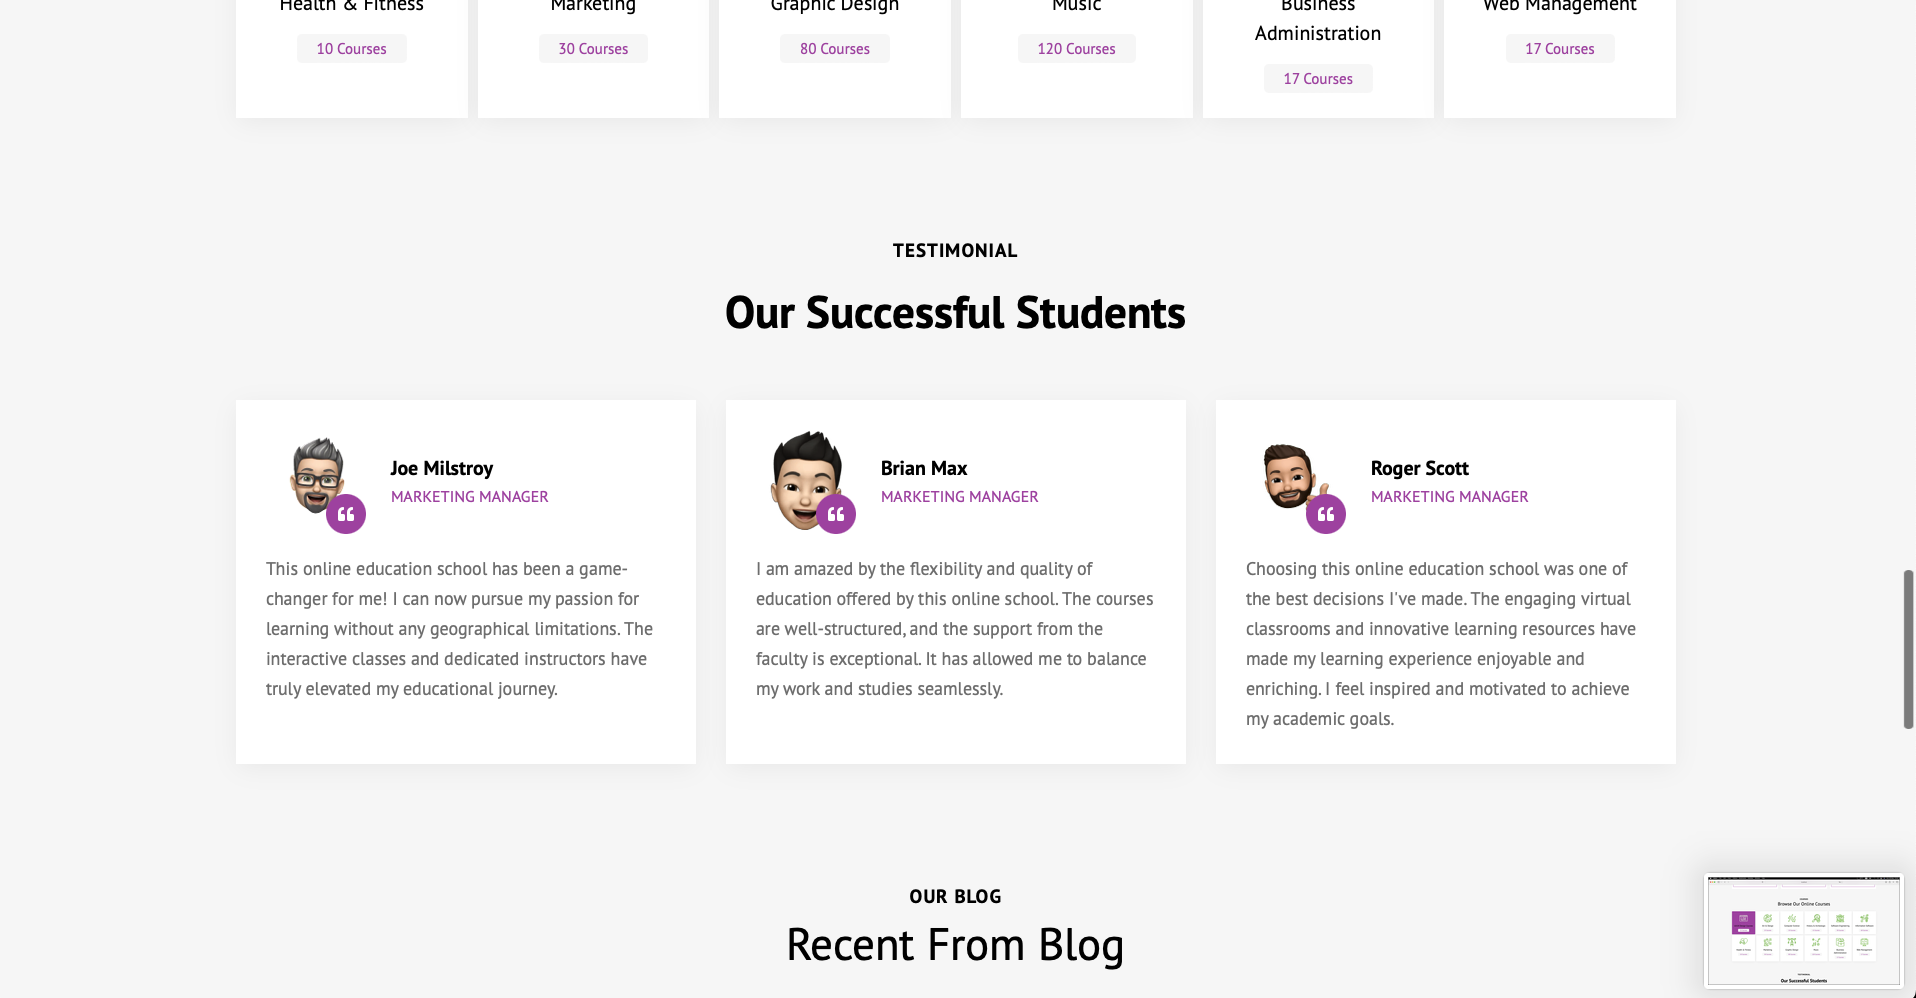 Health & Fitness
10 Courses
Marketing
30 Courses
Graphic Design
80 Courses
Music
120 Courses
Business
Administration
17 Courses
Web Management
17 Courses
TESTIMONIAL
Our Successful Students
Joe Milstroy
MARKETING MANAGER
This online education school has been a game-
changer for me! I can now pursue my passion for
learning without any geographical limitations. The
interactive classes and dedicated instructors have
truly elevated my educational journey.
Brian Max
MARKETING MANAGER
I am amazed by the flexibility and quality of
education offered by this online school. The courses
are well-structured, and the support from the
faculty is exceptional. It has allowed me to balance
my work and studies seamlessly.
Roger Scott
MARKETING MANAGER
Choosing this online education school was one of
the best decisions I've made. The engaging virtual
classrooms and innovative learning resources have
made my learning experience enjoyable and
enriching. I feel inspired and motivated to achieve
my academic goals.
OUR BLOG
Recent From Blog
Browse Our Online Courses
Our Successful Students